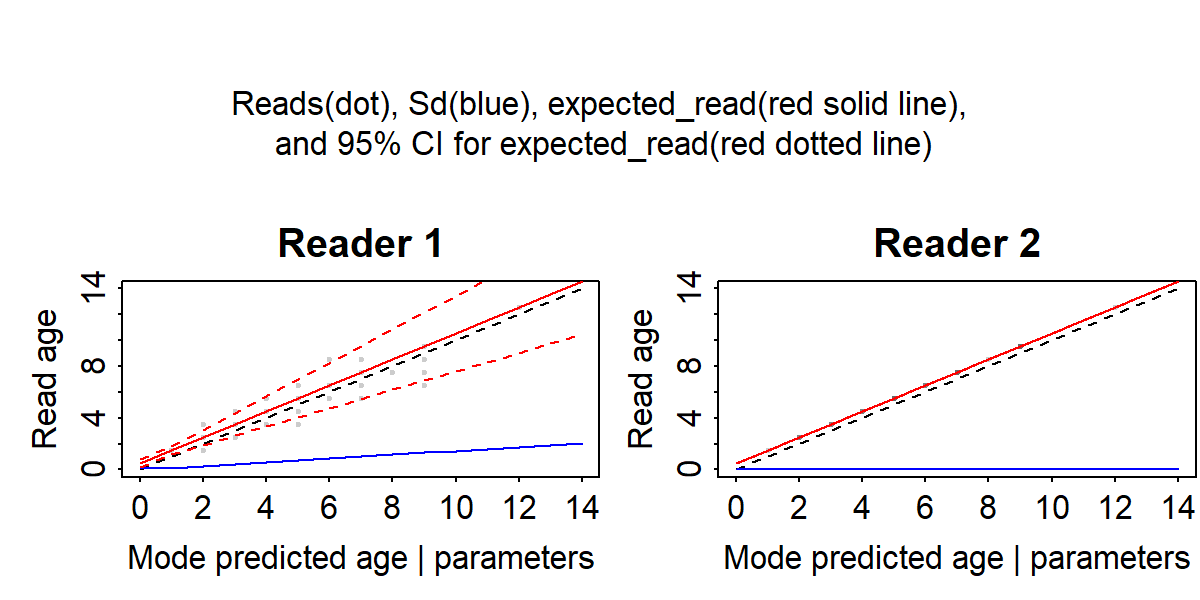 Reads(dot), Sd(blue), expected_read(red solid line),
and 95% CI for expected_read(red dotted line)
Reader 1
Read age
14
8
4
0
0 2 4 6 8 10 12 14
Mode predicted age | parameters
Reader 2
Read age
14
8
4
0
0 2 4 6 8 10 12 14
Mode predicted age | parameters